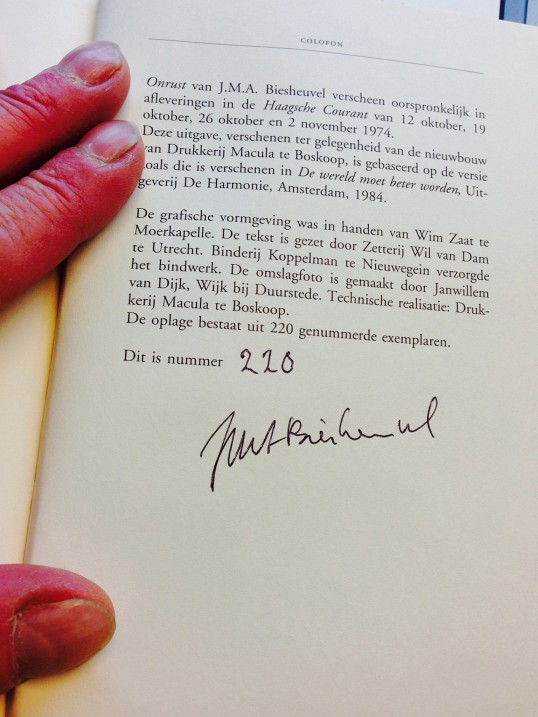 COLOFON
Onrust van J.M.A. Biesheuvel verscheen oorspronkelijk in
afleveringen in de Haagsche Courant van 12 oktober, 19
oktober, 26 oktober en 2 november 1974.
Deze uitgave, verschenen ter gelegenheid van de nieuwbouw
van Drukkerij Macula te Boskoop, is gebaseerd op de versie
zoals die is verschenen in De wereld moet beter worden, Uit-
geverij De Harmonie, Amsterdam, 1984.
De grafische vormgeving was in handen van Wim Zaat te
Moerkapelle. De tekst is gezet door Zetterij Wil van Dam
te Utrecht. Binderij Koppelman te Nieuwegein verzorgde
het bindwerk. De omslagfoto is gemaakt door Janwillem
van Dijk, Wijk bij Duurstede. Technische realisatie: Druk-
kerij Macula te Boskoop.
De oplage bestaat uit 220 genummerde exemplaren.
Dit is nummer 220
JMA Biesheuvel